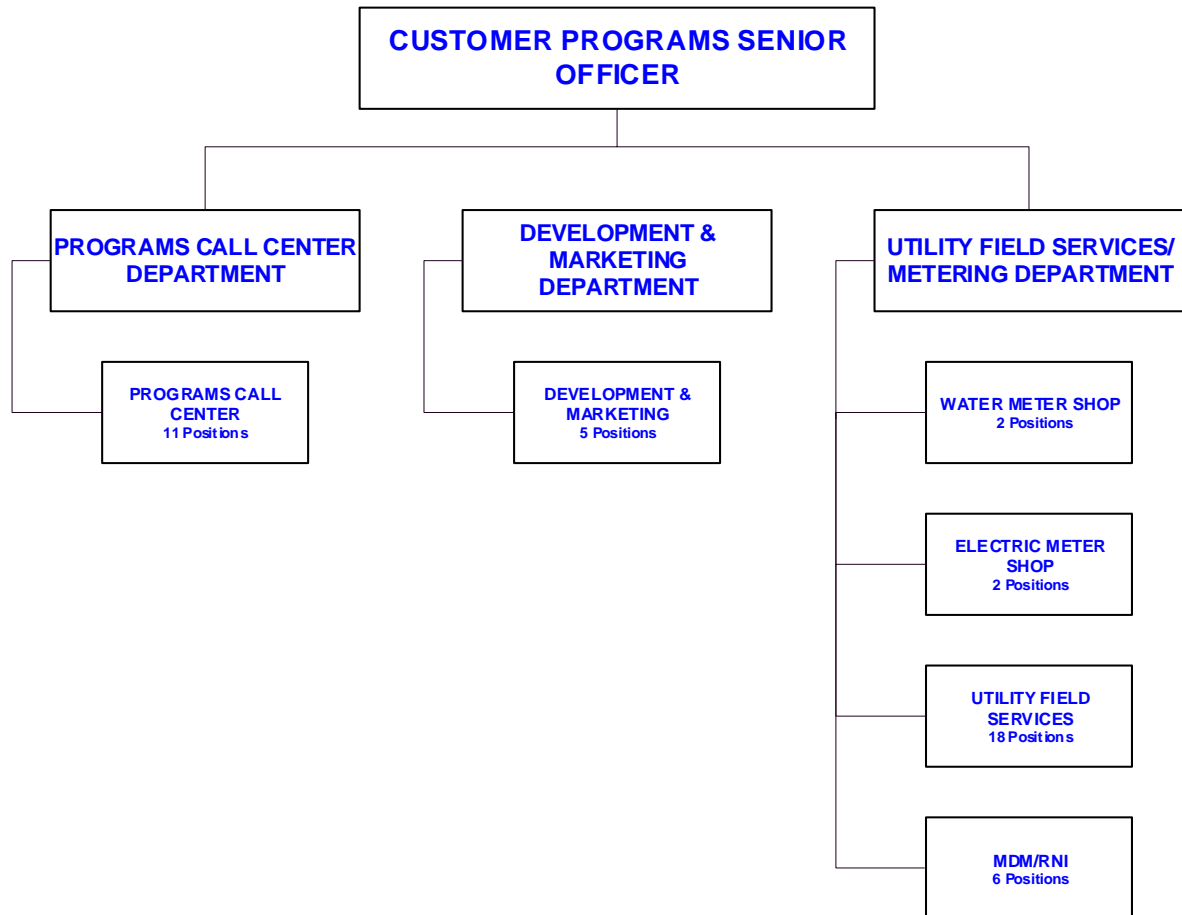 CUSTOMER PROGRAMS SENIOR
OFFICER
PROGRAMS CALL CENTER
DEPARTMENT
DEVELOPMENT &
MARKETING
DEPARTMENT
UTILITY FIELD SERVICES/
METERING DEPARTMENT
PROGRAMS CALL
CENTER
11 Positions
DEVELOPMENT &
MARKETING
5 Positions
WATER METER SHOP
2 Positions
ELECTRIC METER
SHOP
2 Positions
UTILITY FIELD
SERVICES
18 Positions
MDM/RNI
6 Positions